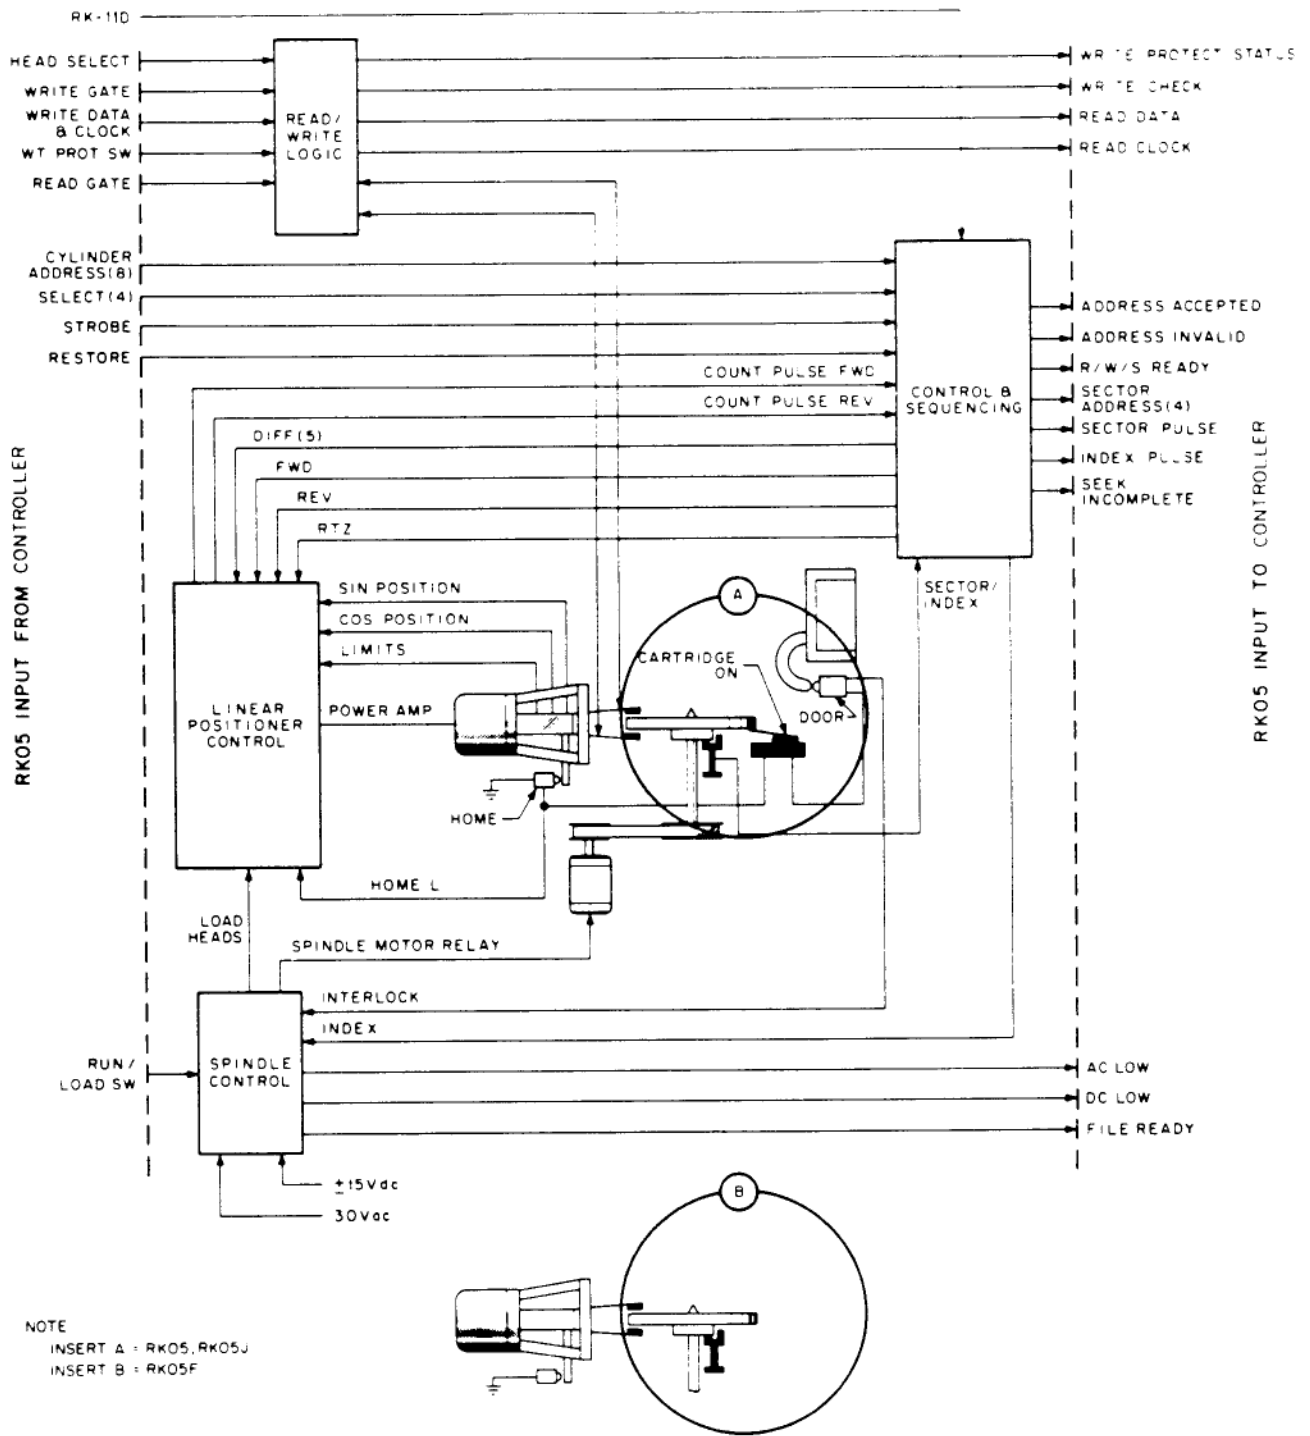 RK-11D
HEAD SELECT
WRITE GATE
WRITE DATA
& CLOCK
WT PROT SW
READ GATE
READ/
WRITE
LOGIC
WRITE PROTECT STATUS
WRITE CHECK
READ DATA
READ CLOCK
CYLINDER
ADDRESS(8)
SELECT(4)
STROBE
RESTORE
COUNT PULSE FWD
COUNT PULSE REV
DIFF(5)
FWD
REV
RTZ
CONTROL &
SEQUENCING
ADDRESS ACCEPTED
ADDRESS INVALID
R/W/S READY
SECTOR
ADDRESS(4)
SECTOR PULSE
INDEX PULSE
SEEK
INCOMPLETE
RK05 INPUT FROM CONTROLLER
RK05 INPUT TO CONTROLLER
SIN POSITION
COS POSITION
LIMITS
POWER AMP
LINEAR
POSITIONER
CONTROL
SECTOR/
INDEX
A
CARTRIDGE
ON
DOOR
HOME
HOME L
LOAD
HEADS
SPINDLE MOTOR RELAY
INTERLOCK
INDEX
RUN/
LOAD SW
SPINDLE
CONTROL
AC LOW
DC LOW
FILE READY
±15Vdc
30Vac
B
NOTE
INSERT A = RK05, RK05J
INSERT B = RK05F